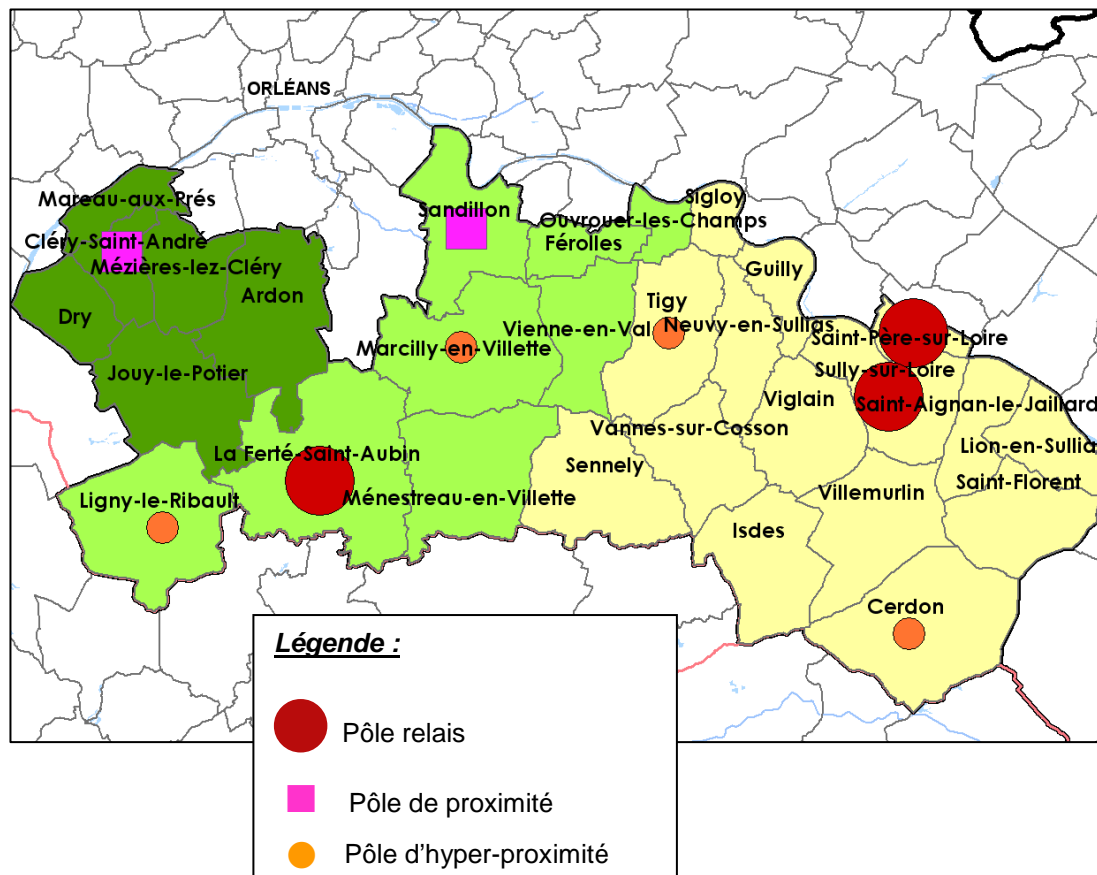 ORLÉANS
Mareau-aux-Prés
Sigloy
Sandillon
Ouvrouer-les-Champs
Cléry-Saint-André
Férolles
Mézières-lez-Cléry
Guilly
Ardon
Tigy
Dry
Vienne-en-Val
Neuvy-en-Sullias
Saint-Père-sur-Loire
Marcilly-en-Villette
Jouy-le-Potier
Sully-sur-Loire
Viglain
Saint-Aignan-le-Jaillard
Vannes-sur-Cosson
Lion-en-Sullia
La Ferté-Saint-Aubin
Sennely
Saint-Florent
Ligny-le-Ribault
Ménestreau-en-Villette
Villemurlin
Isdes
Cerdon
Légende :
Pôle relais
Pôle de proximité
Pôle d'hyper-proximité